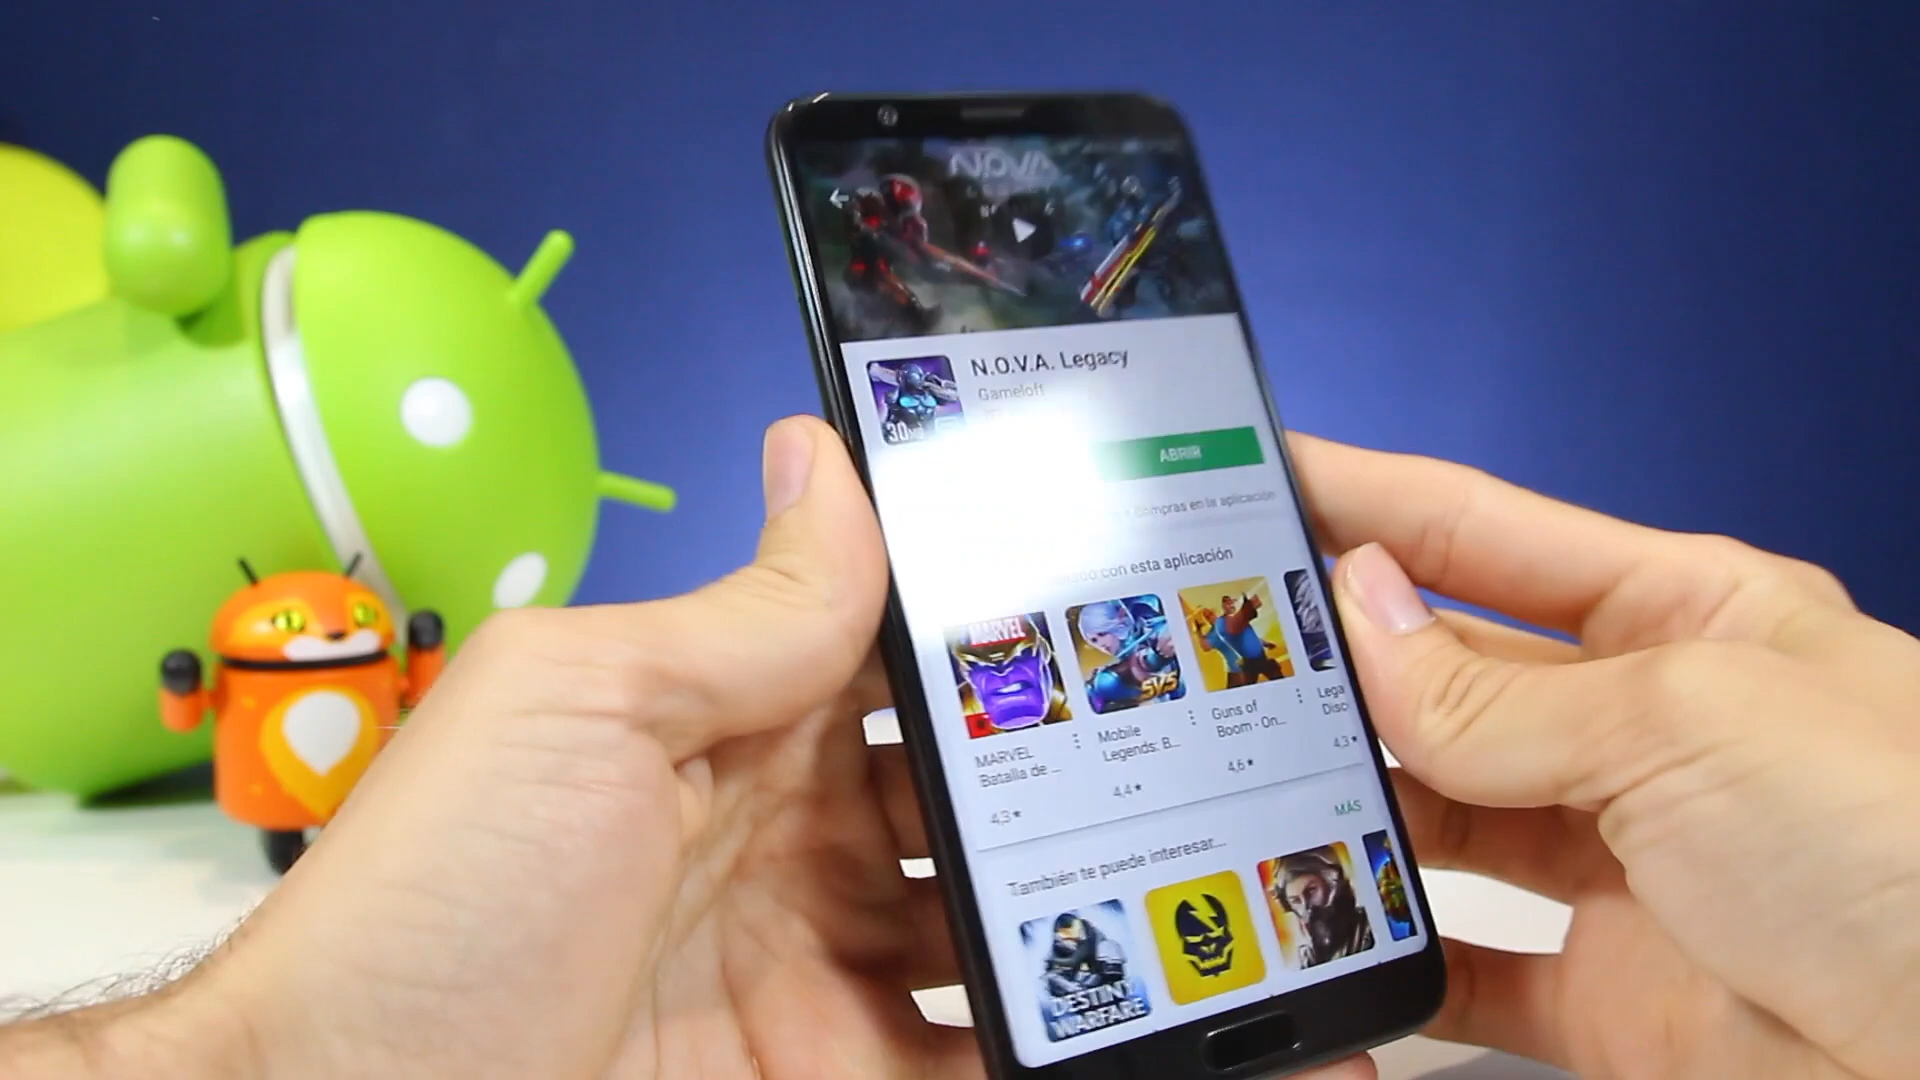 N.O.V.A.
N.O.V.A. Legacy
Gameloft
30
ABRIR
compras en la aplicación
con esta aplicación
MARVEL
SVS
MARVEL
Batalla de ...
4,3★
Mobile
Legends: B...
4,4★
Guns of
Boom - On...
4,6★
Lega
Disc
4,3★
MÁS
También te puede interesar...
DESTINY
WARFARE